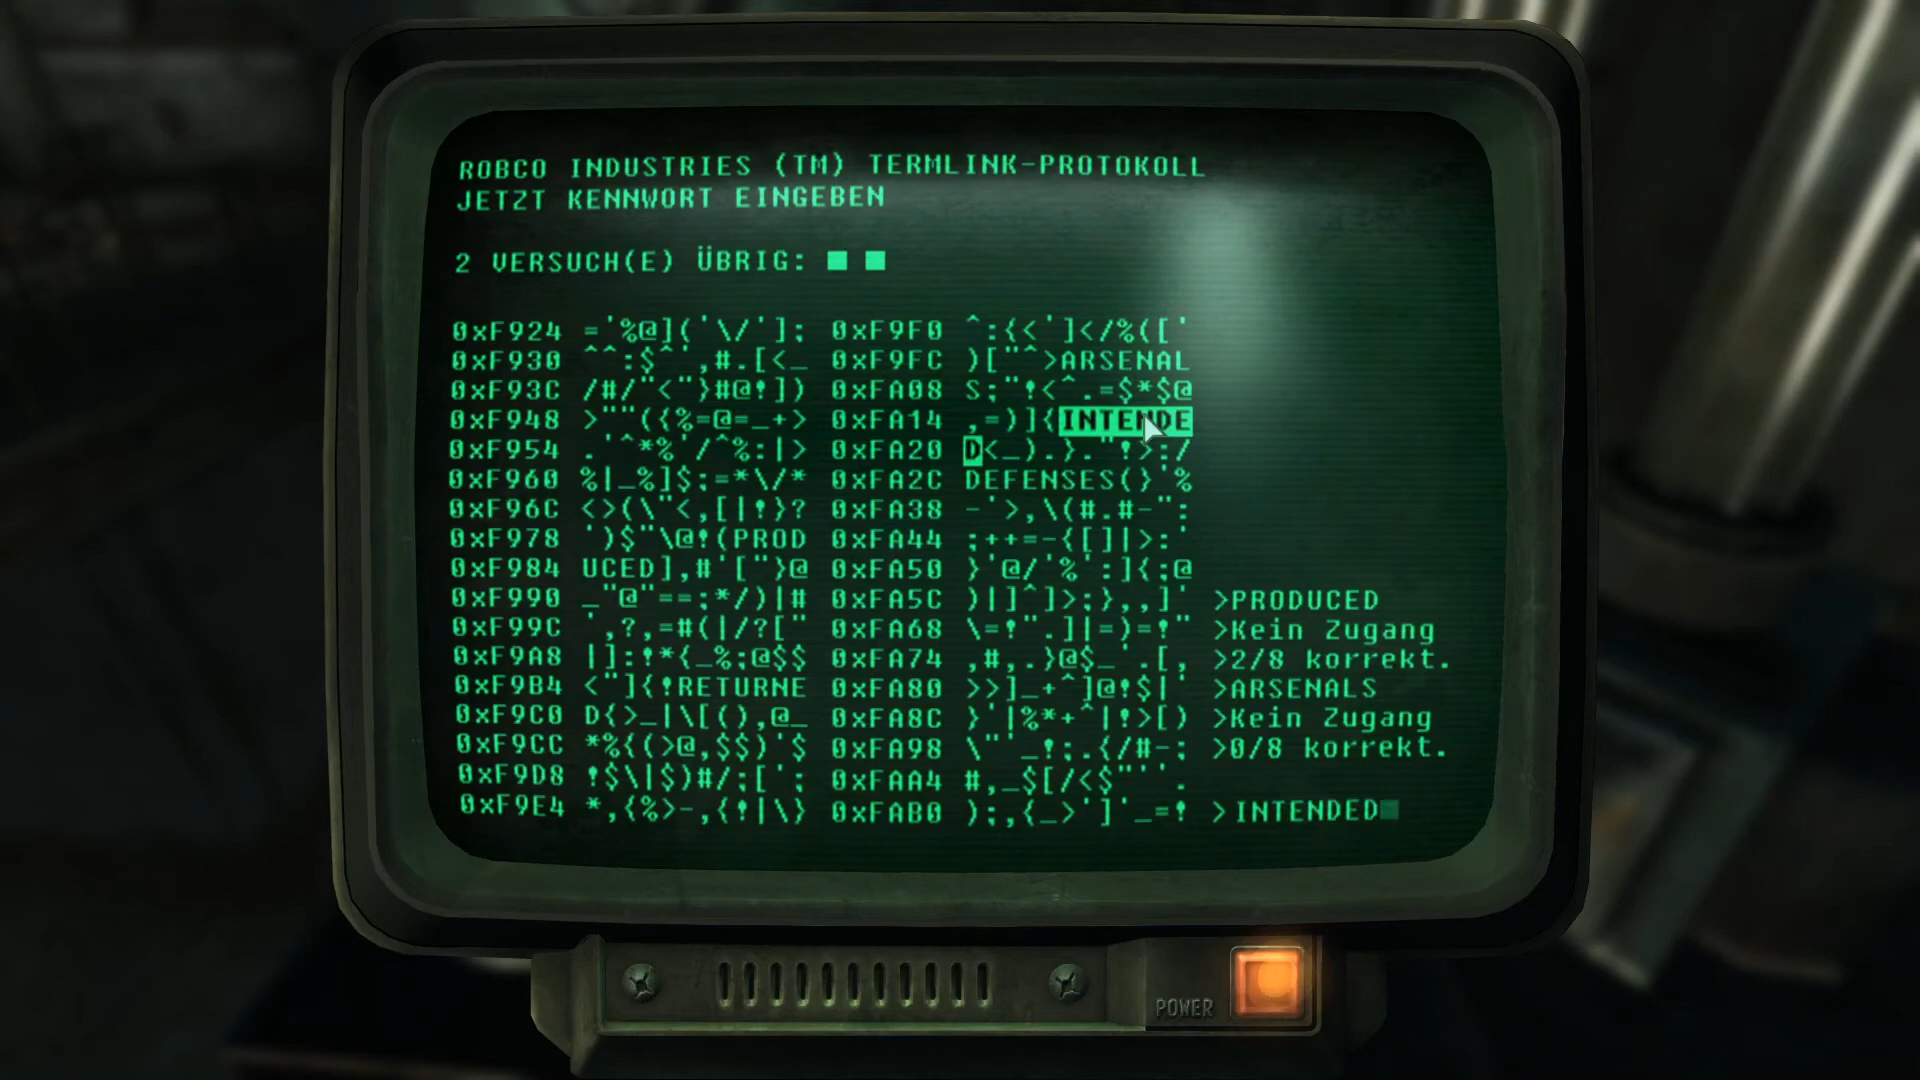 ROBCO INDUSTRIES (TM) TERMLINK-PROTOKOLL
JETZT KENNWORT EINGEBEN
2 VERSUCH(E) ÜBRIG: ■ ■
0xF924 ='%@]('\/']; 0xF9F0 ^:{<']</%(['
0xF930 ^^:$^',#.[<_ 0xF9FC )["^>ARSENAL
0xF93C /#/"<"}#@!]) 0xFA08 S;"!<^.=$*$@
0xF948 >""({%=@=_+> 0xFA14 ,=)]{INTENDE
0xF954 .'^*%'/^%:|> 0xFA20 D<_).}."!>:/
0xF960 %|_%]$;=*\/* 0xFA2C DEFENSES()'%
0xF96C <>(\"<,[|!}? 0xFA38 -'>,\(#.#-":
0xF978 ')$"\@!(PROD 0xFA44 ;++=-{[]|>:'
0xF984 UCED],#'["}@ 0xFA50 }'@/'%':]{;@
0xF990 _"@"==;*/)|# 0xFA5C )|]^]>;},,]' >PRODUCED
0xF99C ',?,=#(|/?[" 0xFA68 \=!".]|=)=!" >Kein Zugang
0xF9A8 |]:!*{_%;@$$ 0xFA74 ,#,.}@$_'.[, >2/8 korrekt.
0xF9B4 <"]{!RETURNE 0xFA80 >>]_+^]@!$|' >ARSENALS
0xF9C0 D{>_|\[(),@_ 0xFA8C }'|%*+^|!>[) >Kein Zugang
0xF9CC *%{(>@,$$)'$ 0xFA98 \"'_!;.{/#-; >0/8 korrekt.
0xF9D8 !$\|$)#/;['; 0xFAA4 #,_$[/<$"''.
0xF9E4 *,{%>-,{!|\} 0xFAB0 );,{_>']'_=! >INTENDED
POWER